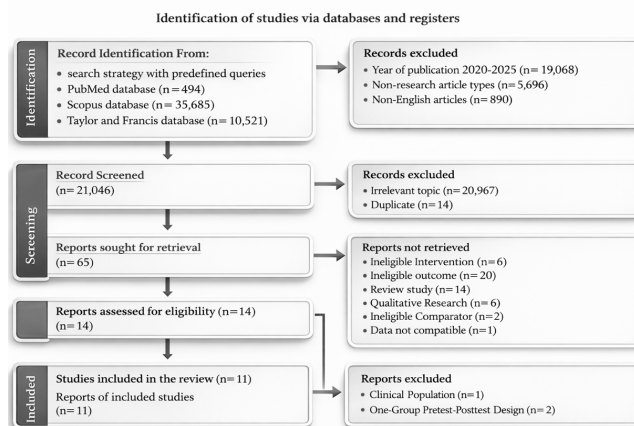 Identification of studies via databases and registers
Identification
Record Identification From:
• search strategy with predefined queries
• PubMed database (n=494)
• Scopus database (n=35,685)
• Taylor and Francis database (n=10,521)
Records excluded
• Year of publication 2020-2025 (n=19,068)
• Non-research article types (n=5,696)
• Non-English articles (n=890)
Screening
Record Screened
(n=21,046)
Records excluded
• Irrelevant topic (n=20,967)
• Duplicate (n=14)
Reports sought for retrieval
(n=65)
Reports not retrieved
• Ineligible Intervention (n=6)
• Ineligible outcome (n=20)
• Review study (n=14)
• Qualitative Research (n=6)
• Ineligible Comparator (n=2)
• Data not compatible (n=1)
Reports assessed for eligibility (n=14)
(n=14)
Included
Studies included in the review (n=11)
Reports of included studies
(n=11)
Reports excluded
• Clinical Population (n=1)
• One-Group Pretest-Posttest Design (n=2)